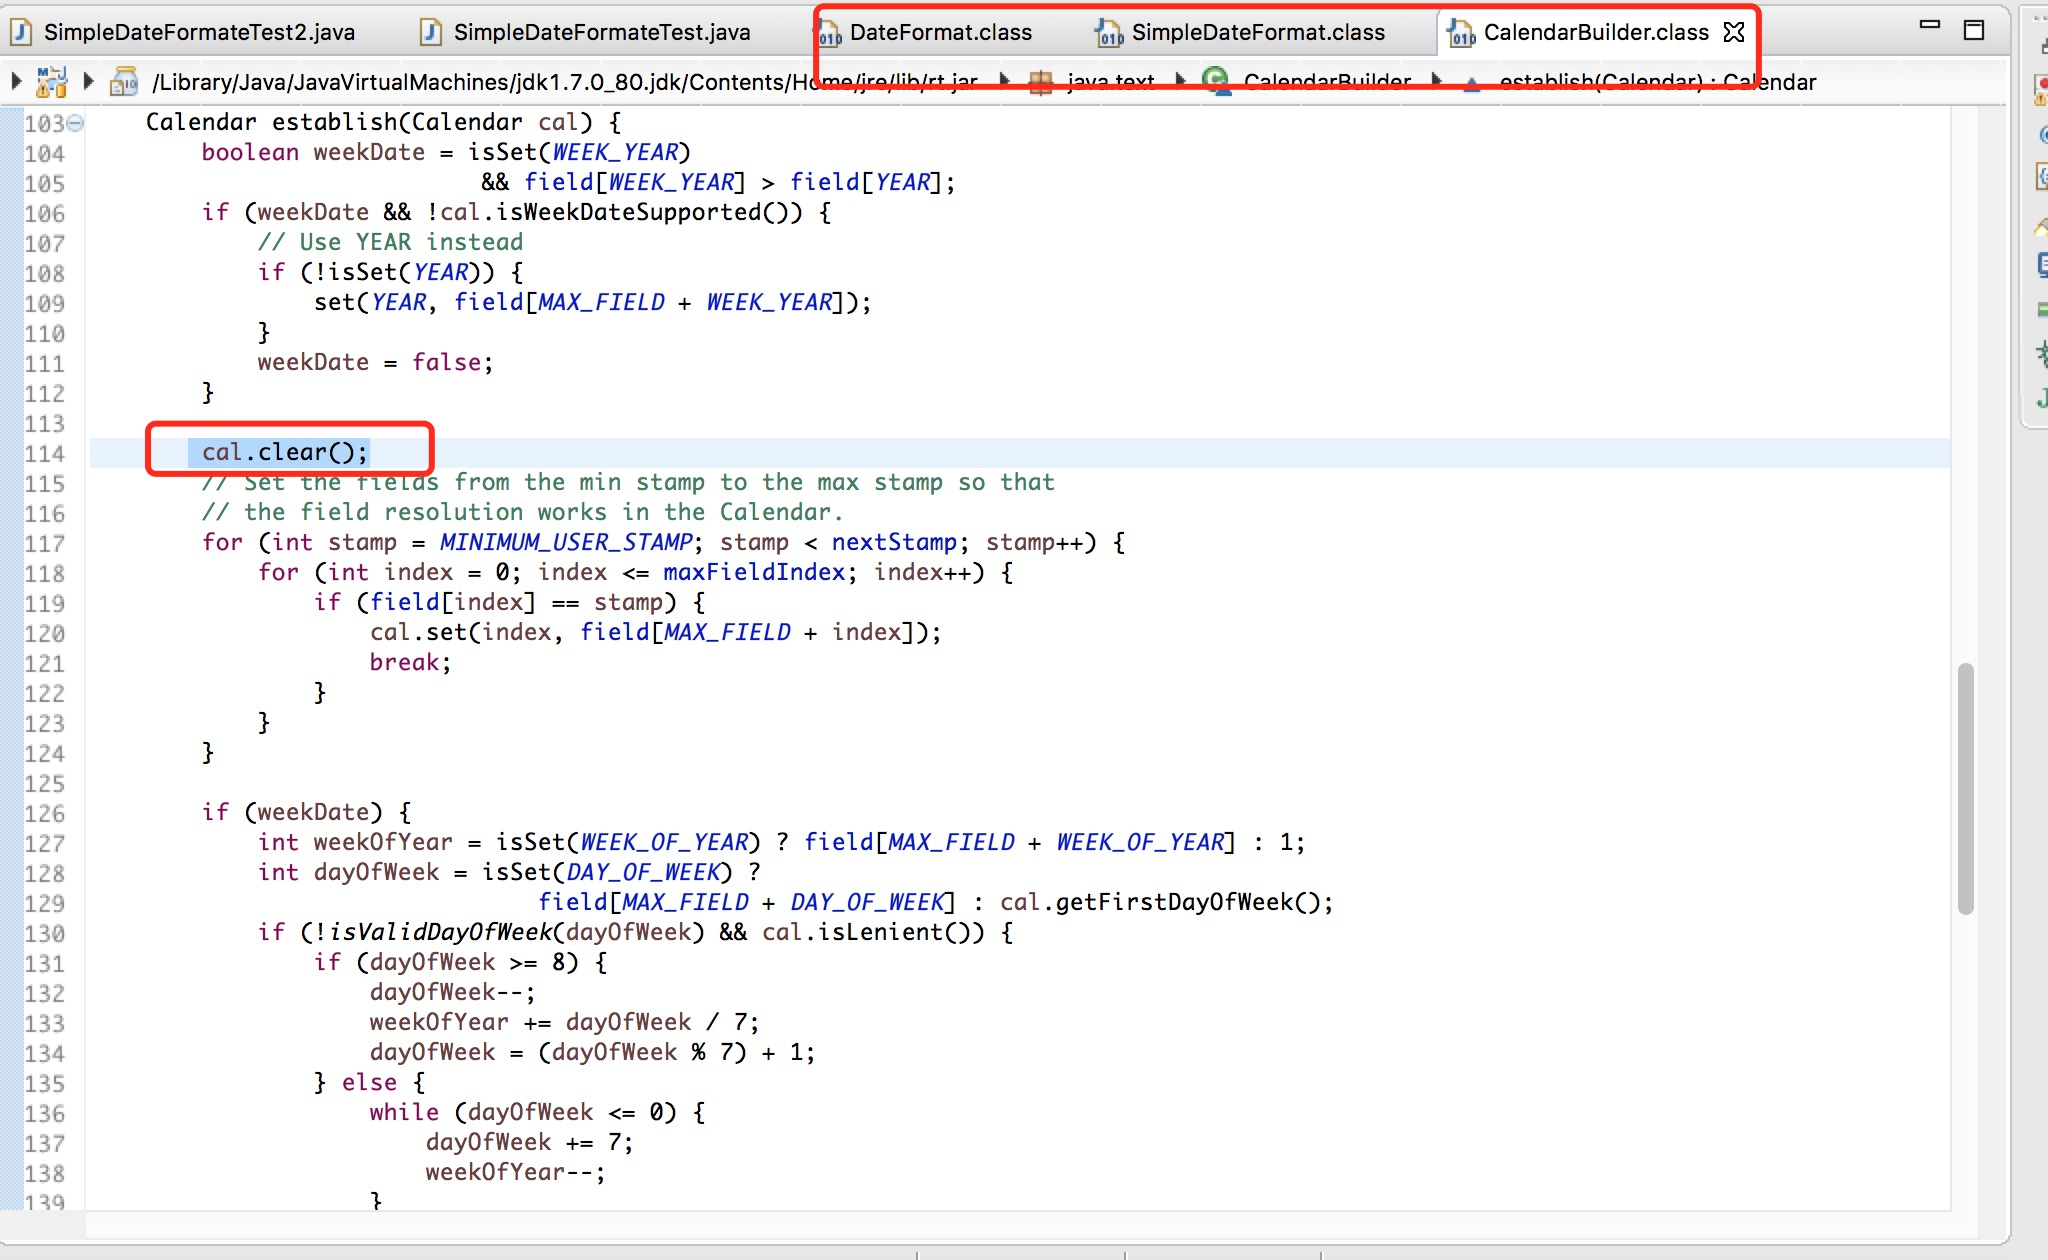 SimpleDateFormateTest2.java SimpleDateFormateTest.java DateFormat.class SimpleDateFormat.class CalendarBuilder.class
/Library/Java/JavaVirtualMachines/jdk1.7.0_80.jdk/Contents/Home/jre/lib/rt.jar java.text CalendarBuilder establish(Calendar) : Calendar
103 Calendar establish(Calendar cal) {
104 boolean weekDate = isSet(WEEK_YEAR)
105 && field[WEEK_YEAR] > field[YEAR];
106 if (weekDate && !cal.isWeekDateSupported()) {
107 // Use YEAR instead
108 if (!isSet(YEAR)) {
109 set(YEAR, field[MAX_FIELD + WEEK_YEAR]);
110 }
111 weekDate = false;
112 }
113
114 cal.clear();
115 // Set the fields from the min stamp to the max stamp so that
116 // the field resolution works in the Calendar.
117 for (int stamp = MINIMUM_USER_STAMP; stamp < nextStamp; stamp++) {
118 for (int index = 0; index <= maxFieldIndex; index++) {
119 if (field[index] == stamp) {
120 cal.set(index, field[MAX_FIELD + index]);
121 break;
122 }
123 }
124 }
125
126 if (weekDate) {
127 int weekOfYear = isSet(WEEK_OF_YEAR) ? field[MAX_FIELD + WEEK_OF_YEAR] : 1;
128 int dayOfWeek = isSet(DAY_OF_WEEK) ?
129 field[MAX_FIELD + DAY_OF_WEEK] : cal.getFirstDayOfWeek();
130 if (!isValidDayOfWeek(dayOfWeek) && cal.isLenient()) {
131 if (dayOfWeek >= 8) {
132 dayOfWeek--;
133 weekOfYear += dayOfWeek / 7;
134 dayOfWeek = (dayOfWeek % 7) + 1;
135 } else {
136 while (dayOfWeek <= 0) {
137 dayOfWeek += 7;
138 weekOfYear--;
139 }